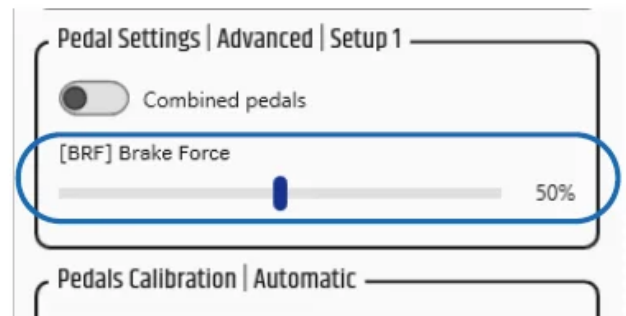 Pedal Settings | Advanced | Setup 1
Combined pedals
[BRF] Brake Force
50%
Pedals Calibration | Automatic